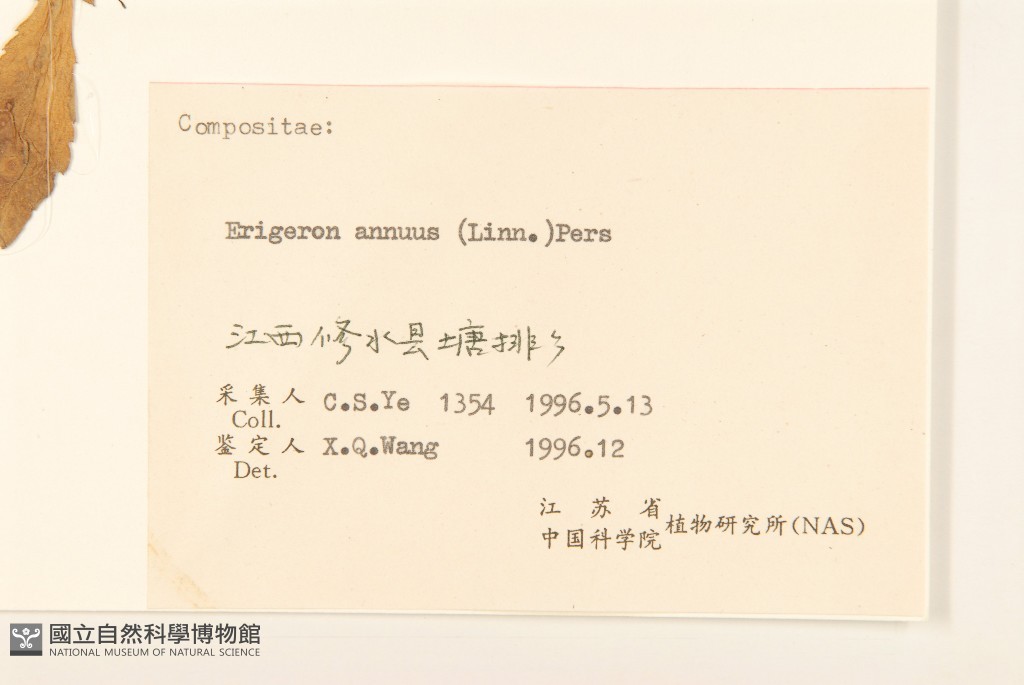 Compositae:
Erigeron annuus (Linn.)Pers
江西修水县塘排乡
采集人 C.S.Ye 1354 1996.5.13
Coll.
鉴定人 X.Q.Wang 1996.12
Det.
江苏省
中国科学院植物研究所(NAS)
國立自然科學博物館
NATIONAL MUSEUM OF NATURAL SCIENCE